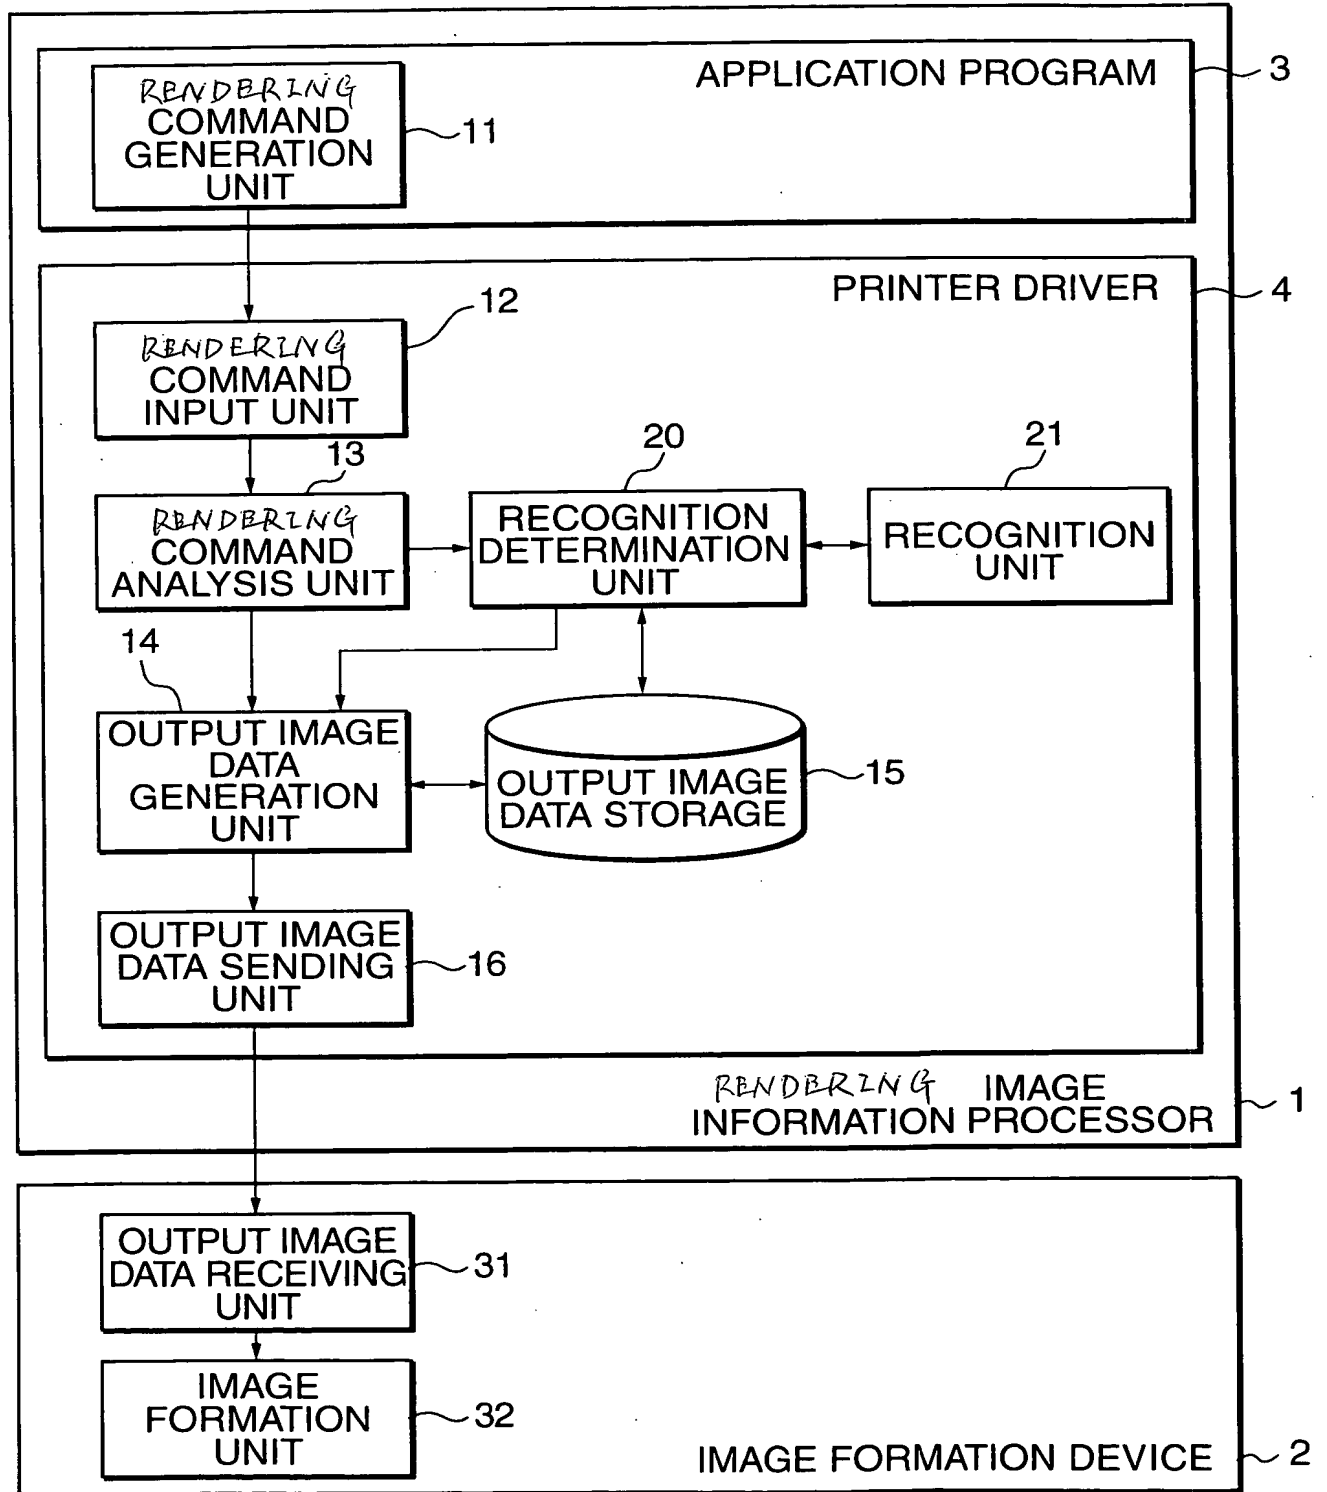 APPLICATION PROGRAM
3
RENDERING
COMMAND
GENERATION
UNIT
11
PRINTER DRIVER
4
12
RENDERING
COMMAND
INPUT UNIT
13
RENDERING
COMMAND
ANALYSIS UNIT
20
RECOGNITION
DETERMINATION
UNIT
21
RECOGNITION
UNIT
14
OUTPUT IMAGE
DATA
GENERATION
UNIT
OUTPUT IMAGE
DATA STORAGE
15
OUTPUT IMAGE
DATA SENDING
UNIT
16
RENDERING IMAGE
INFORMATION PROCESSOR
1
OUTPUT IMAGE
DATA RECEIVING
UNIT
31
IMAGE
FORMATION
UNIT
32
IMAGE FORMATION DEVICE
2